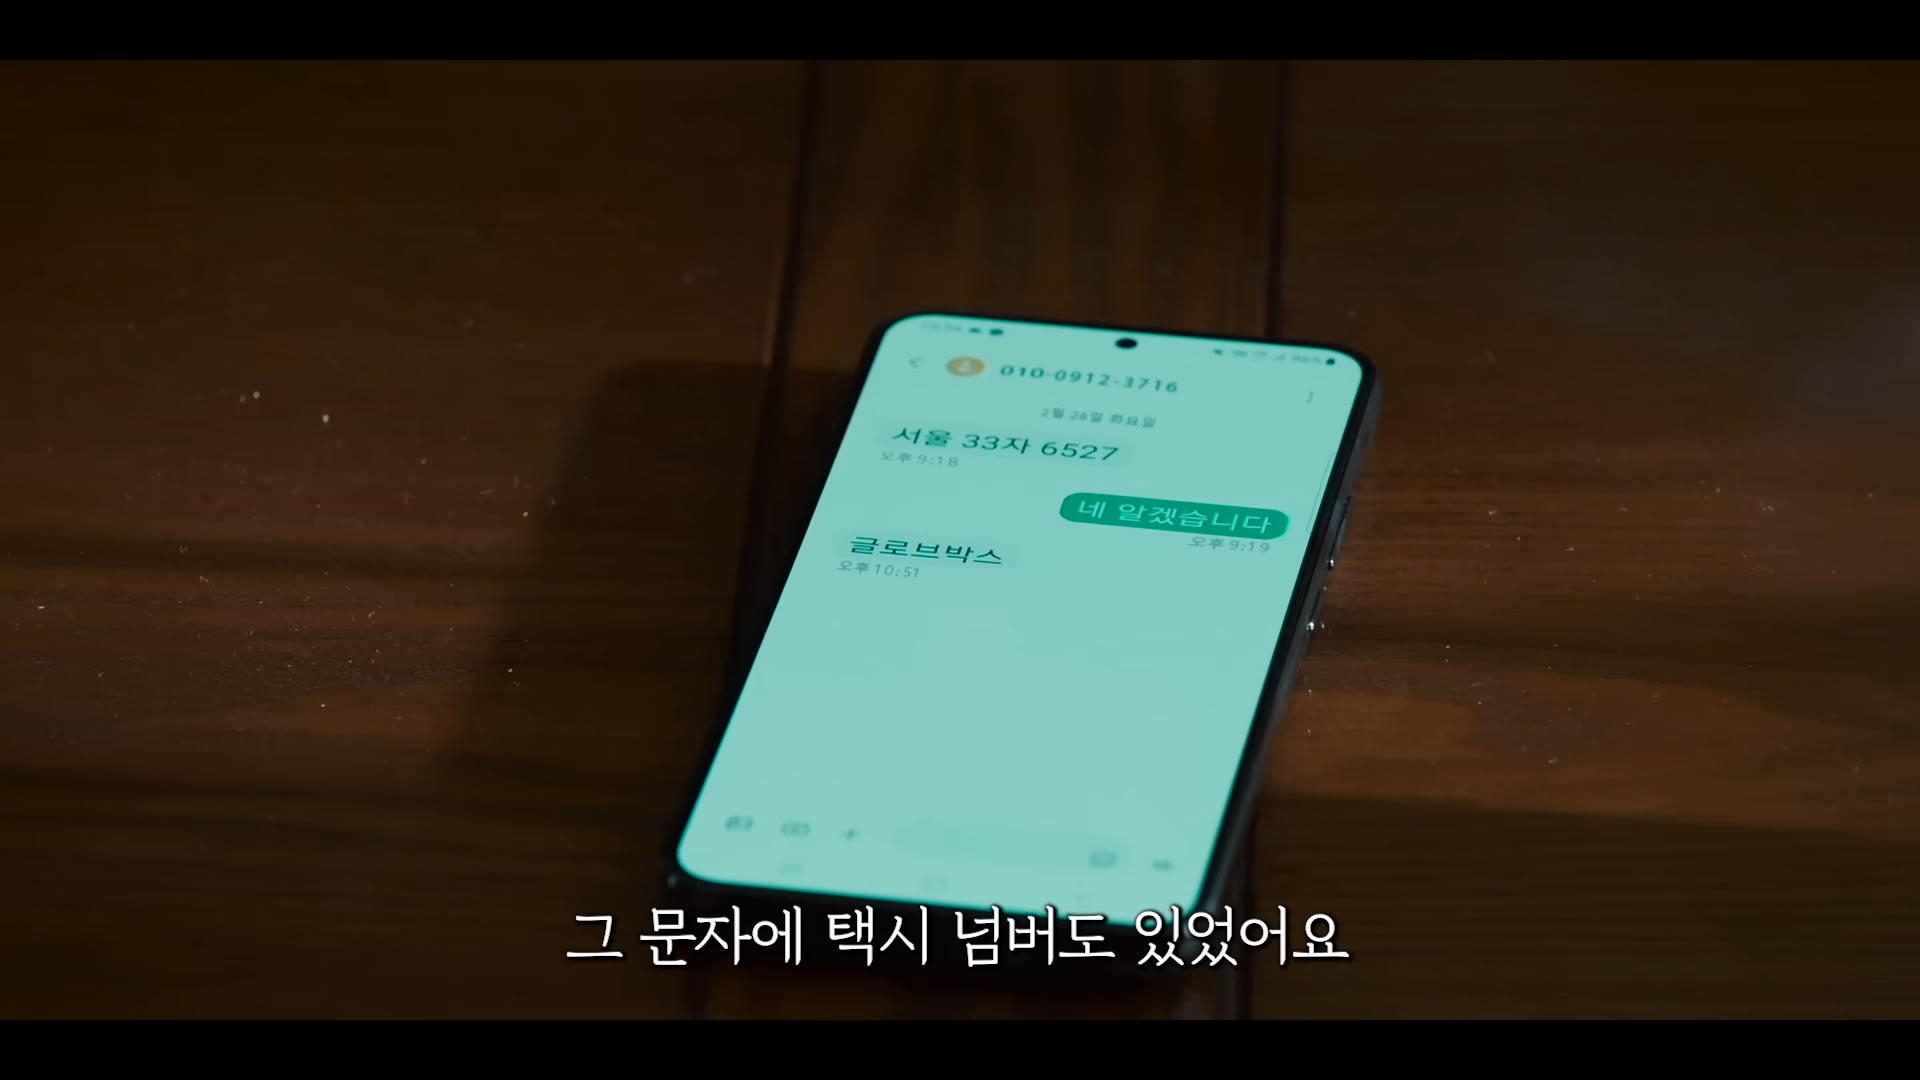 010-0912-3716
2월 28일 화요일
서울 33자 6527
오후 9:18
네 알겠습니다
오후 9:19
글로브박스
오후 10:51
그 문자에 택시 넘버도 있었어요